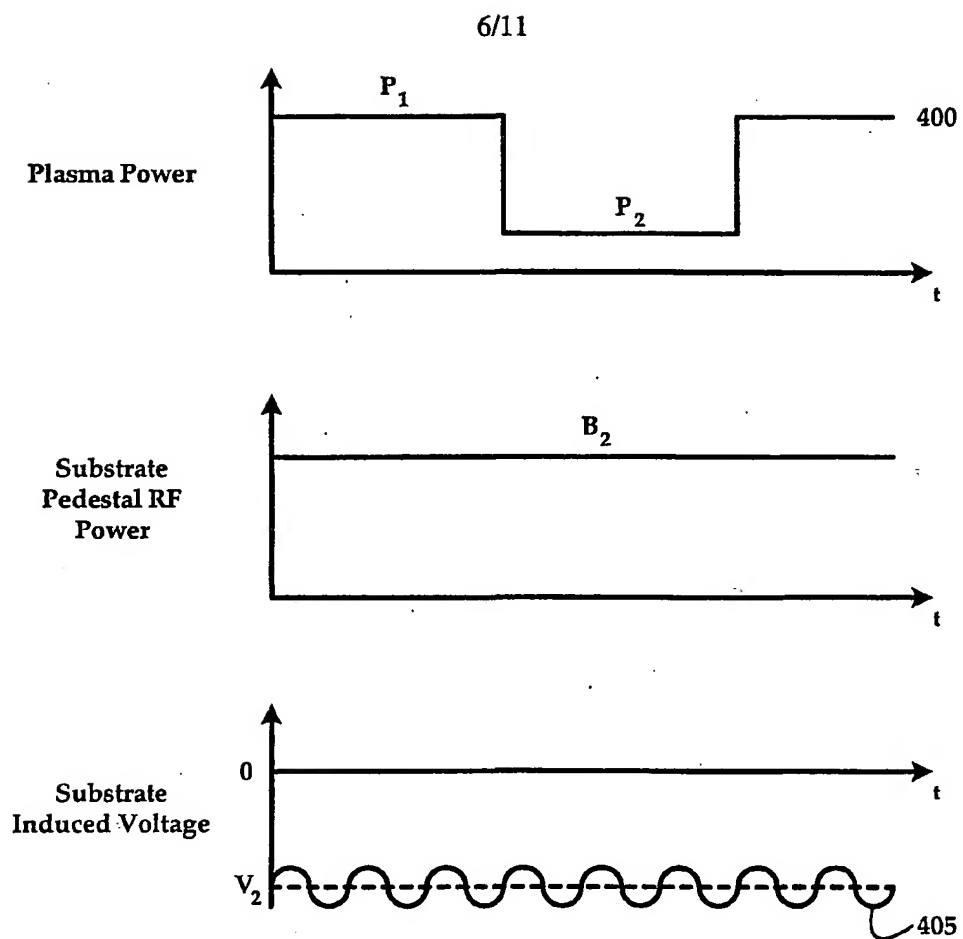 6/11
P1
400
Plasma Power
P2
t
B2
Substrate
Pedestal RF
Power
t
0
t
Substrate
Induced Voltage
V2
405